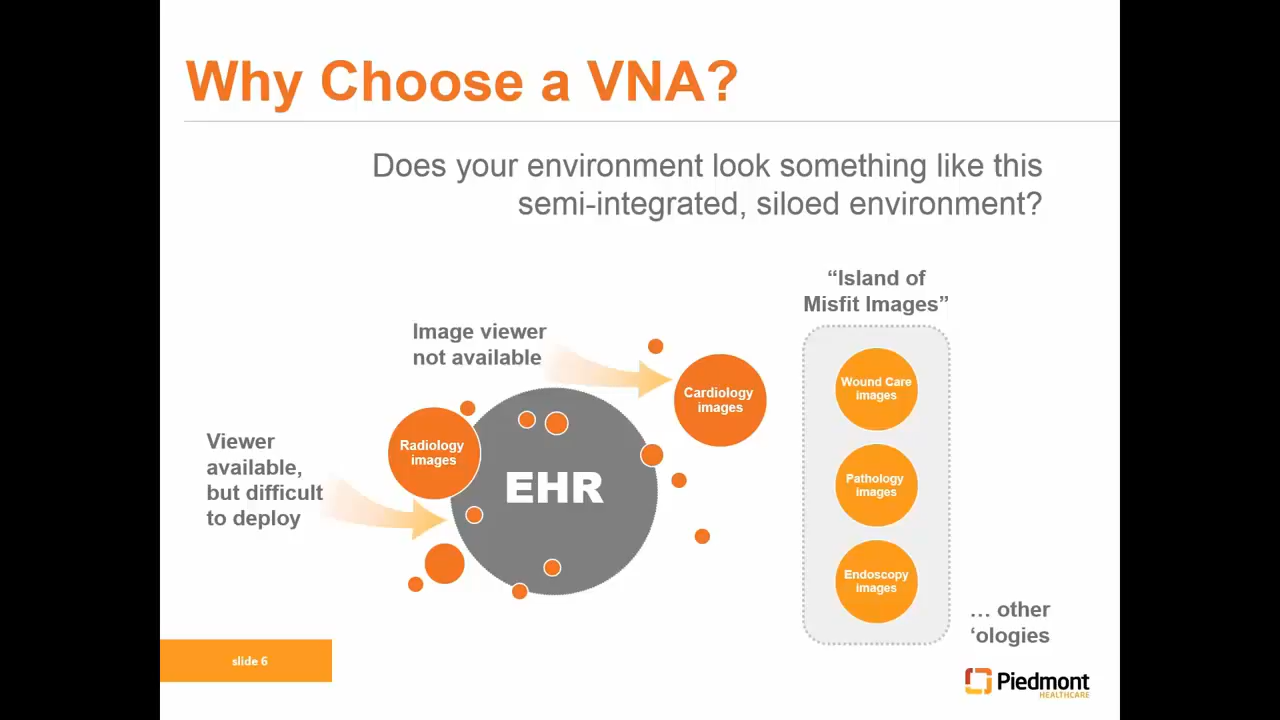 Why Choose a VNA?
Does your environment look something like this
semi-integrated, siloed environment?
“Island of
Misfit Images”
Image viewer
not available
Cardiology
images
Wound Care
images
Viewer
available,
but difficult
to deploy
Radiology
images
EHR
Pathology
images
Endoscopy
images
… other
‘ologies
slide 6
Piedmont
HEALTHCARE